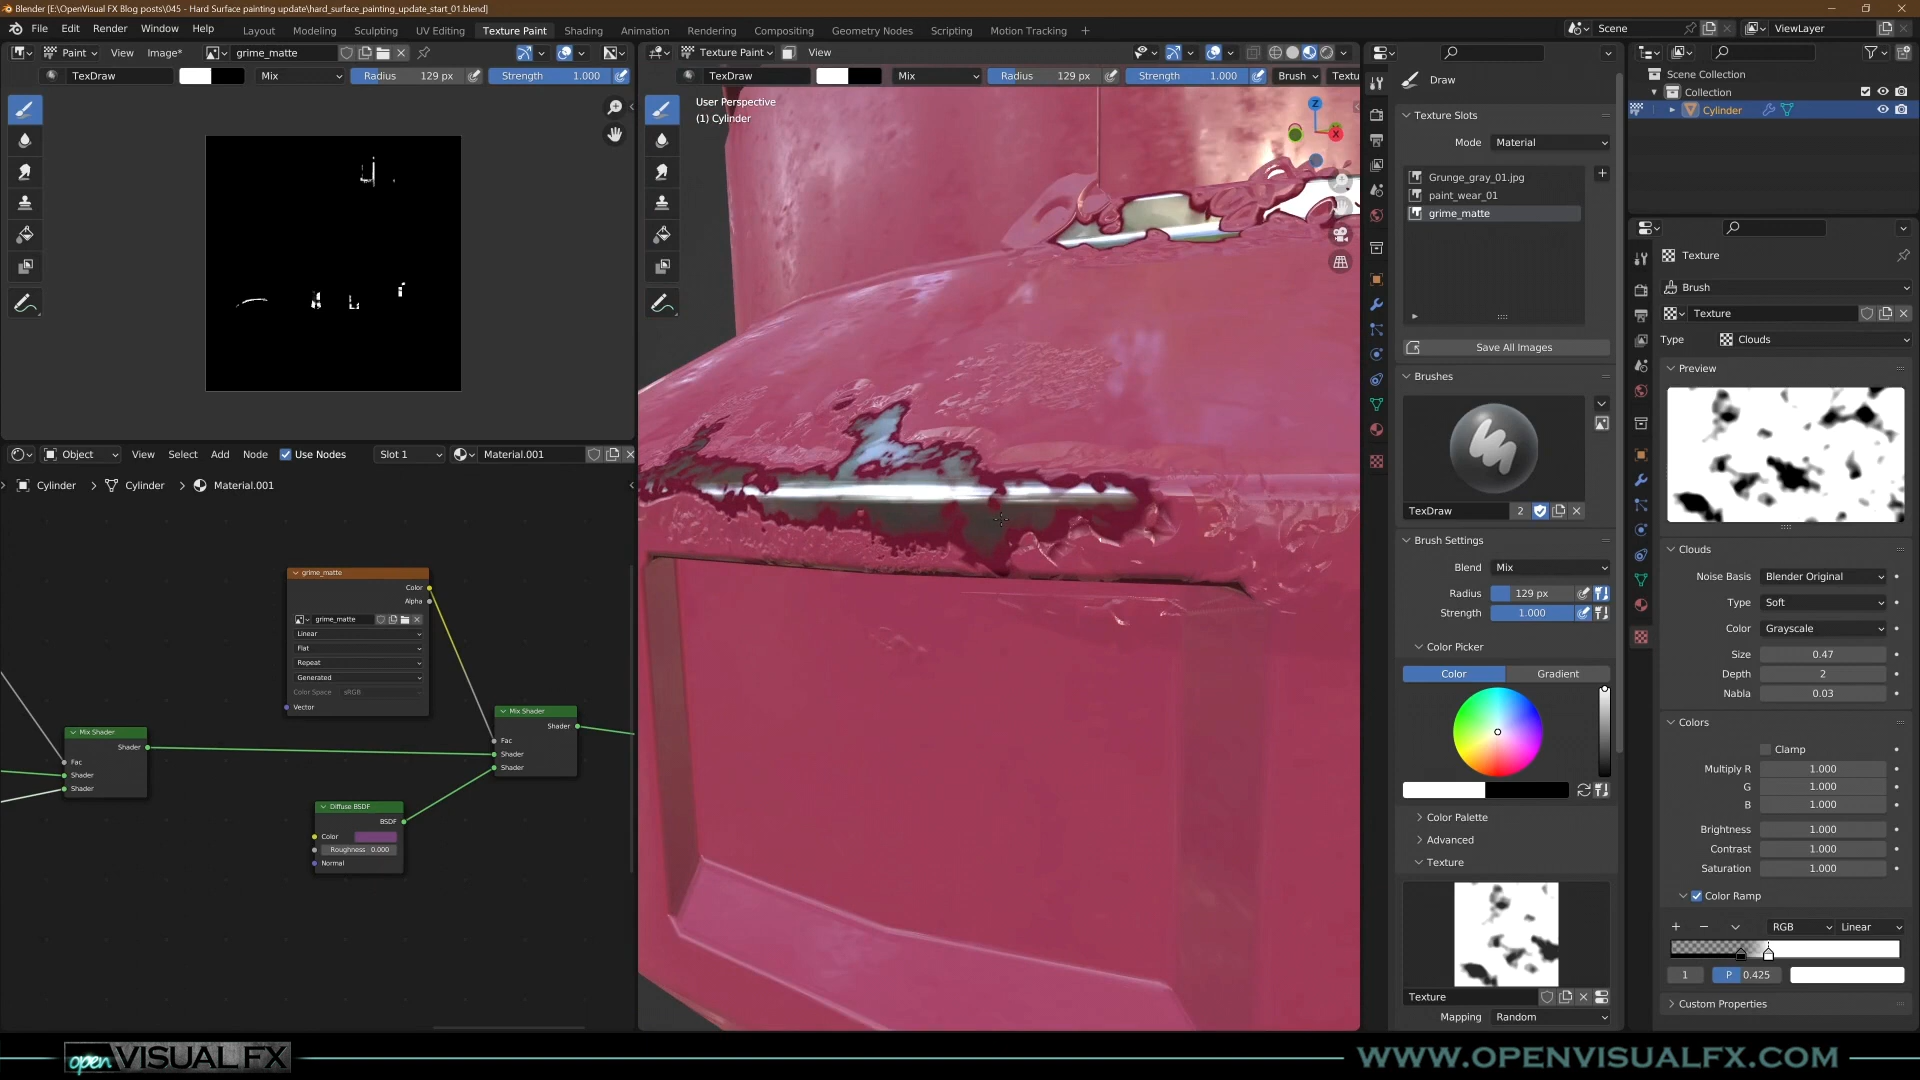 Blender [E:\OpenVisual FX Blog posts\045 - Hard Surface painting update\hard_surface_painting_update_start_01.blend]
File Edit Render Window Help Layout Modeling Sculpting UV Editing Texture Paint Shading Animation Rendering Compositing Geometry Nodes Scripting Motion Tracking + Scene ViewLayer
Paint View Image* grime_matte
TexDraw Mix Radius 129 px Strength 1.000
Texture Paint View
TexDraw Mix Radius 129 px Strength 1.000 Brush Textu
User Perspective
(1) Cylinder
Z
X
Object View Select Add Node Use Nodes Slot 1 Material.001
Cylinder > Cylinder > Material.001
grime_matte
Color
Alpha
grime_matte
Linear
Flat
Repeat
Generated
Color Space sRGB
Vector
Mix Shader
Shader
Fac
Shader
Shader
Mix Shader
Shader
Fac
Shader
Shader
Diffuse BSDF
BSDF
Color
Roughness 0.000
Normal
Draw
Texture Slots
Mode Material
Grunge_gray_01.jpg
paint_wear_01
grime_matte
Save All Images
Brushes
TexDraw 2
Brush Settings
Blend Mix
Radius 129 px
Strength 1.000
Color Picker
Color Gradient
Color Palette
Advanced
Texture
Texture
Mapping Random
Scene Collection
Collection
Cylinder
Texture
Brush
Texture
Type Clouds
Preview
Clouds
Noise Basis Blender Original
Type Soft
Color Grayscale
Size 0.47
Depth 2
Nabla 0.03
Colors
Clamp
Multiply R 1.000
G 1.000
B 1.000
Brightness 1.000
Contrast 1.000
Saturation 1.000
Color Ramp
RGB Linear
1 P 0.425
Custom Properties
open VISUALFX
WWW.OPENVISUALFX.COM